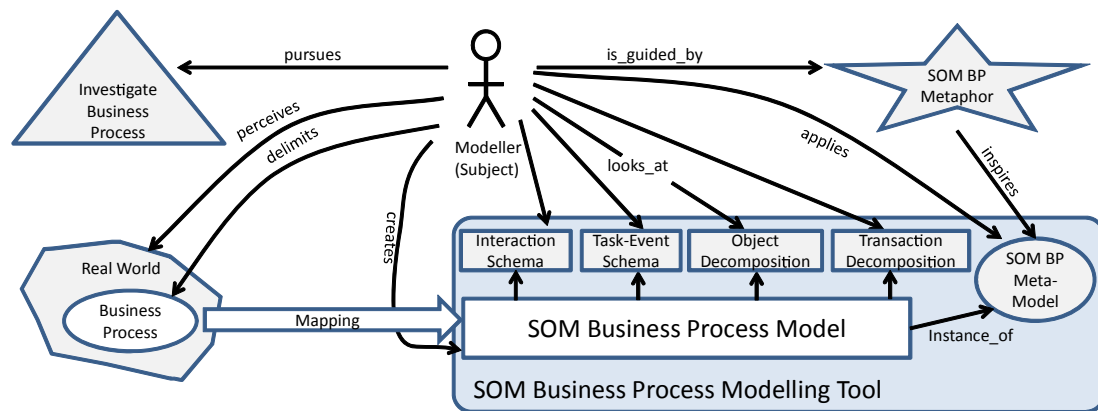 pursues
is_guided_by
Investigate
Business
Process
SOM BP
Metaphor
perceives
delimits
Modeller
(Subject)
looks_at
applies
inspires
creates
Real World
Business
Process
Mapping
Interaction
Schema
Task-Event
Schema
Object
Decomposition
Transaction
Decomposition
SOM BP
Meta-
Model
SOM Business Process Model
Instance_of
SOM Business Process Modelling Tool